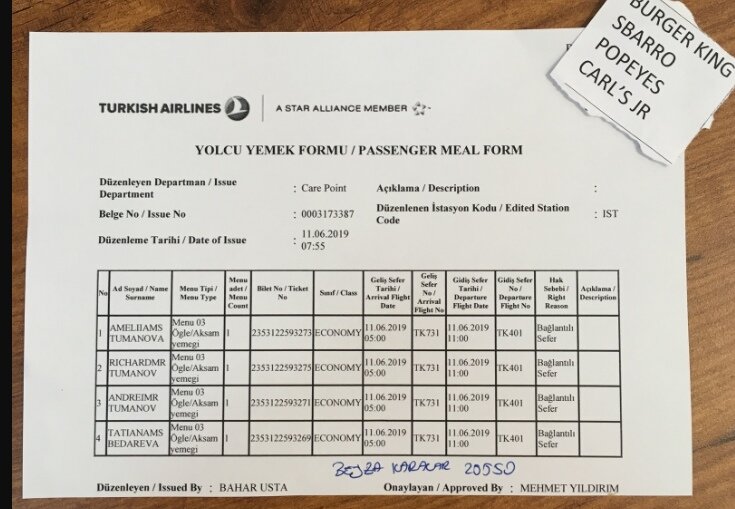 BURGER KING
SBARRO
POPEYES
CARL'S JR
TURKISH AIRLINES | A STAR ALLIANCE MEMBER
YOLCU YEMEK FORMU / PASSENGER MEAL FORM
Düzenleyen Departman / Issue Department : Care Point Açıklama / Description :
Belge No / Issue No : 0003173387 Düzenlenen İstasyon Kodu / Edited Station Code : IST
Düzenleme Tarihi / Date of Issue : 11.06.2019 07:55
No Ad Soyad / Name Surname Menu Tipi / Menu Type Menu adet / Menu Count Bilet No / Ticket No Sınıf / Class Geliş Sefer Tarihi / Arrival Flight Date Geliş Sefer No / Arrival Flight No Gidiş Sefer Tarihi / Departure Flight Date Gidiş Sefer No / Departure Flight No Hak Sebebi / Right Reason Açıklama / Description
1 AMELIIAMS TUMANOVA Menu 03 Ögle/Aksam yemegi 1 2353122593273 ECONOMY 11.06.2019 05:00 TK731 11.06.2019 11:00 TK401 Bağlantılı Sefer
2 RICHARDMR TUMANOV Menu 03 Ögle/Aksam yemegi 1 2353122593275 ECONOMY 11.06.2019 05:00 TK731 11.06.2019 11:00 TK401 Bağlantılı Sefer
3 ANDREIMR TUMANOV Menu 03 Ögle/Aksam yemegi 1 2353122593271 ECONOMY 11.06.2019 05:00 TK731 11.06.2019 11:00 TK401 Bağlantılı Sefer
4 TATIANAMS BEDAREVA Menu 03 Ögle/Aksam yemegi 1 2353122593269 ECONOMY 11.06.2019 05:00 TK731 11.06.2019 11:00 TK401 Bağlantılı Sefer
BEYZA
Düzenleyen / Issued By : BAHAR USTA Onaylayan / Approved By : MEHMET YILDIRIM